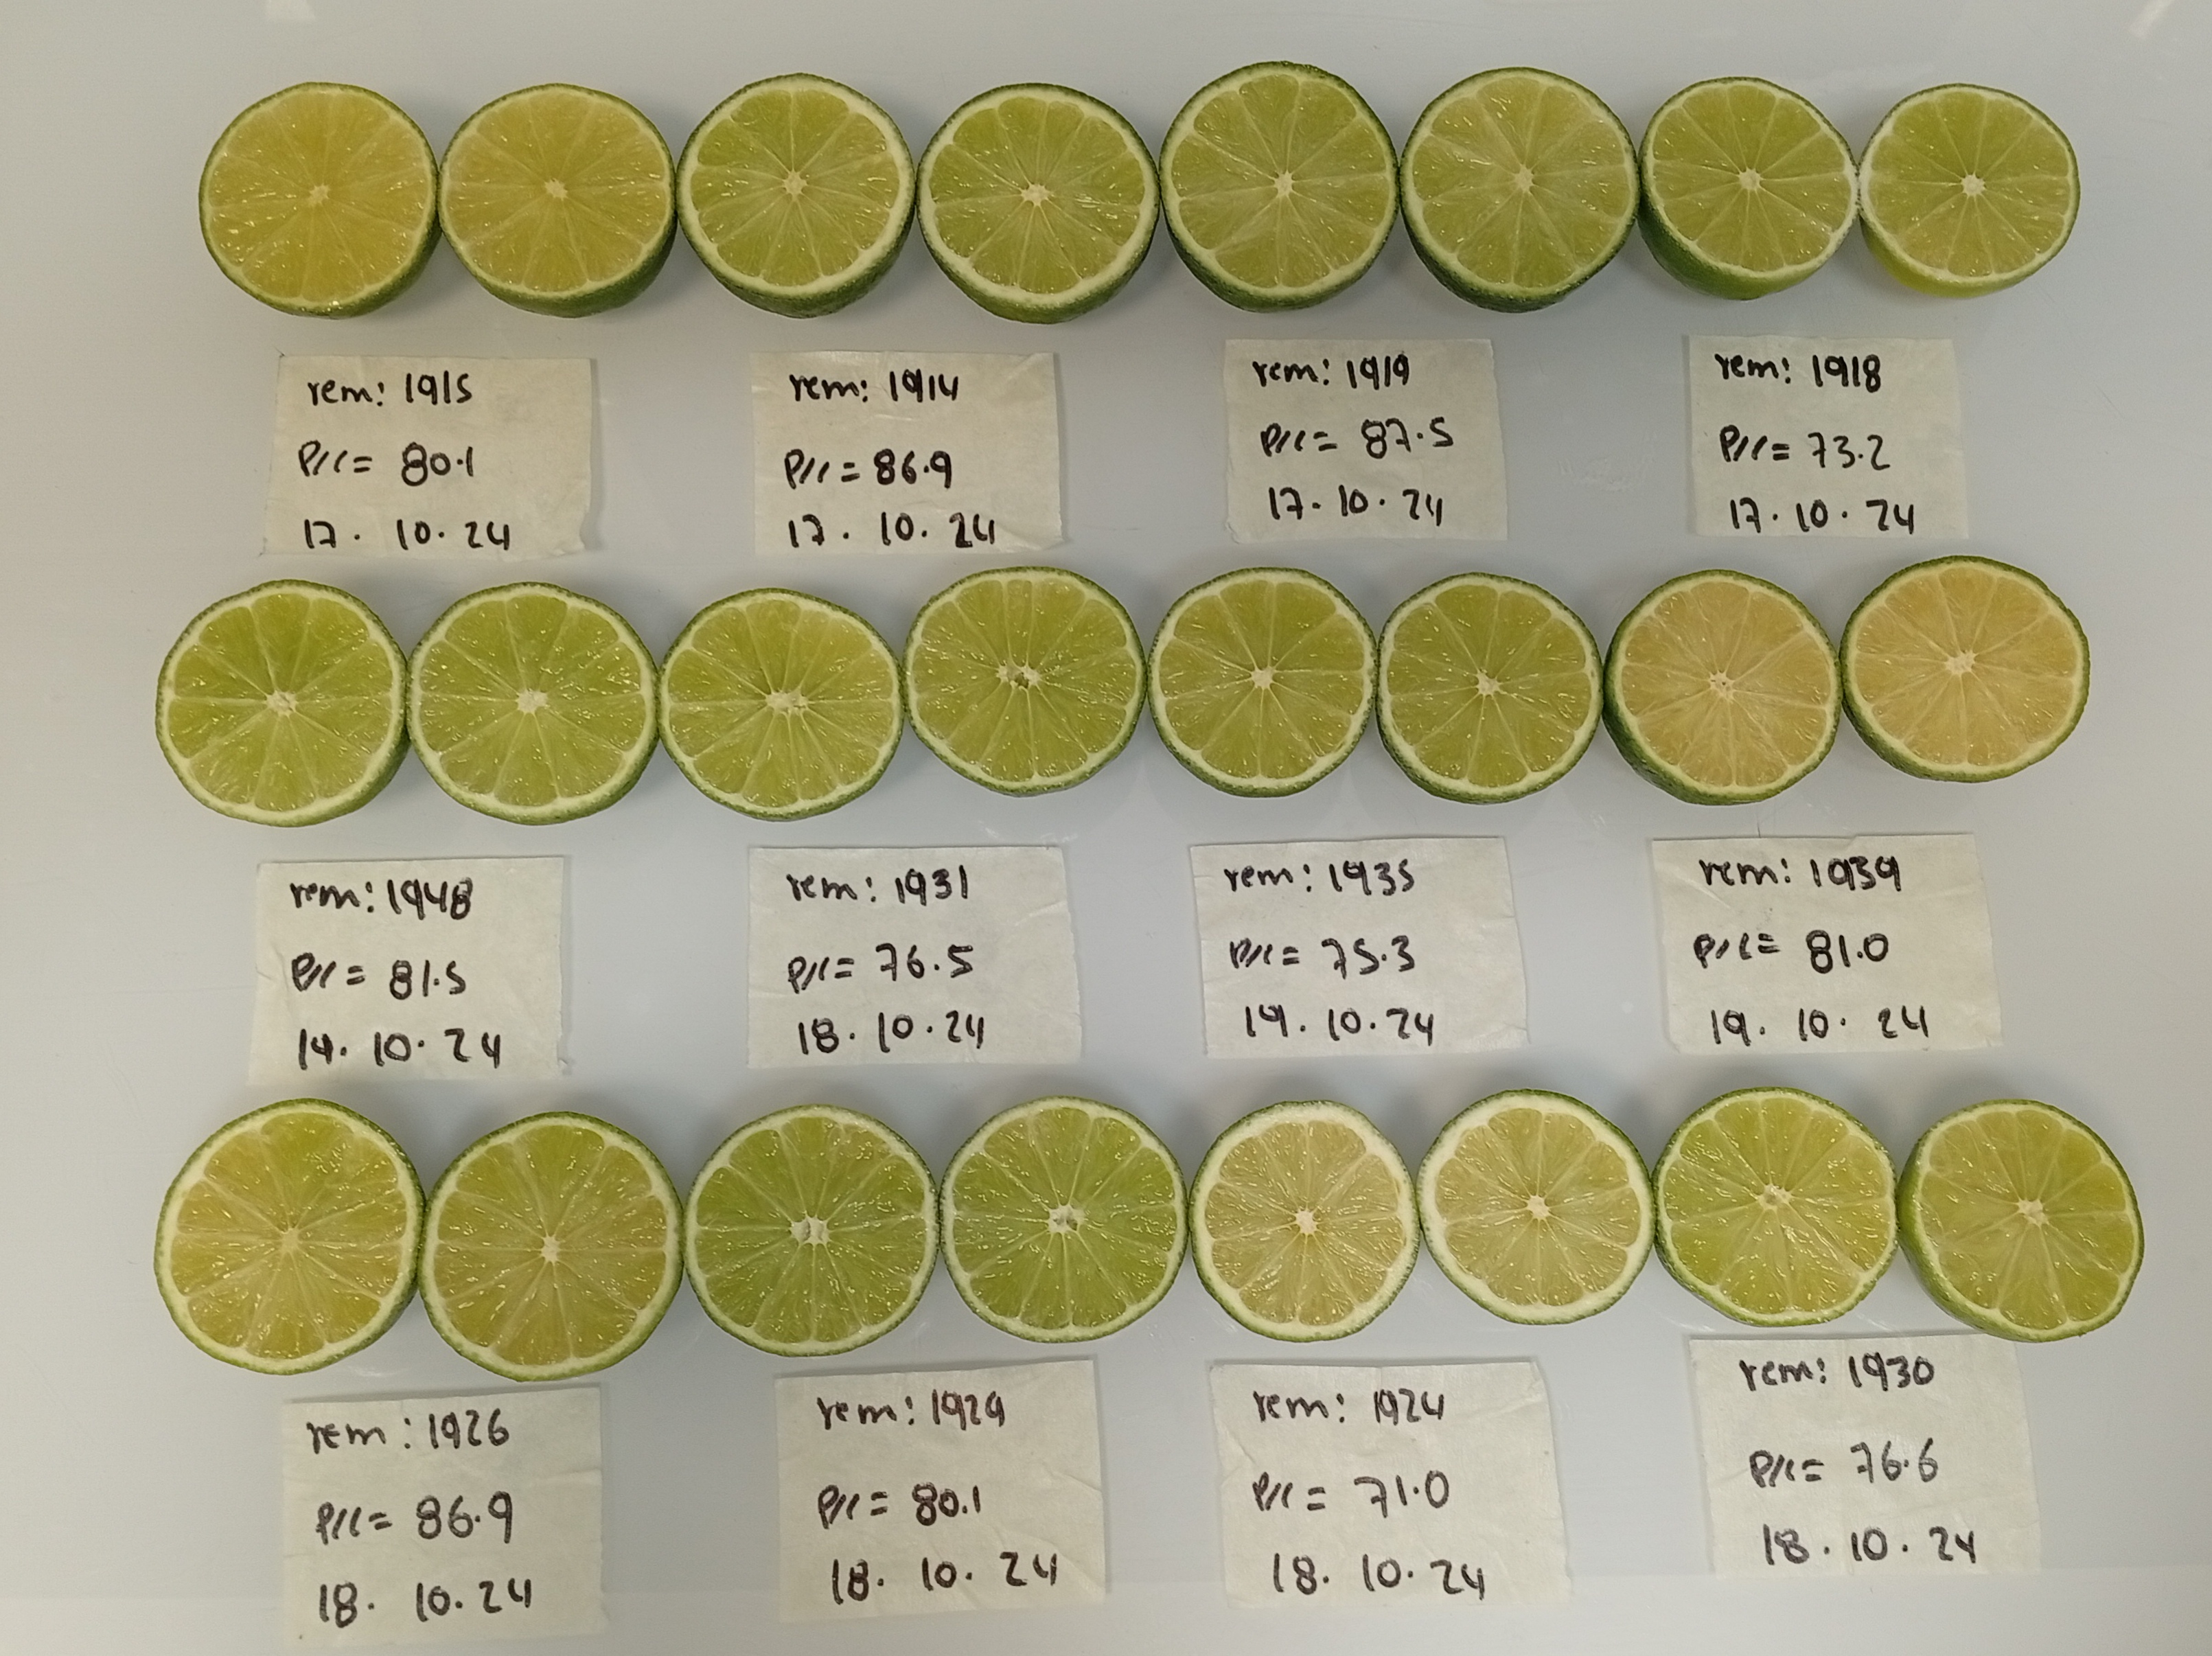 rem: 1915
P/c= 80.1
17. 10. 24
rem: 1914
P/c= 86.9
17. 10. 24
rem: 1919
P/c= 87.5
17. 10. 24
rem: 1918
P/c= 73.2
17. 10. 24
rem: 1948
P/c= 81.5
19. 10. 24
rem: 1931
P/c= 76.5
18. 10. 24
rem: 1935
P/c= 75.3
19. 10. 24
rem: 1939
P/c= 81.0
19. 10. 24
rem: 1926
P/c= 86.9
18. 10. 24
rem: 1929
P/c= 80.1
18. 10. 24
rem: 1924
P/c= 71.0
18. 10. 24
rem: 1930
P/c= 76.6
18. 10. 24